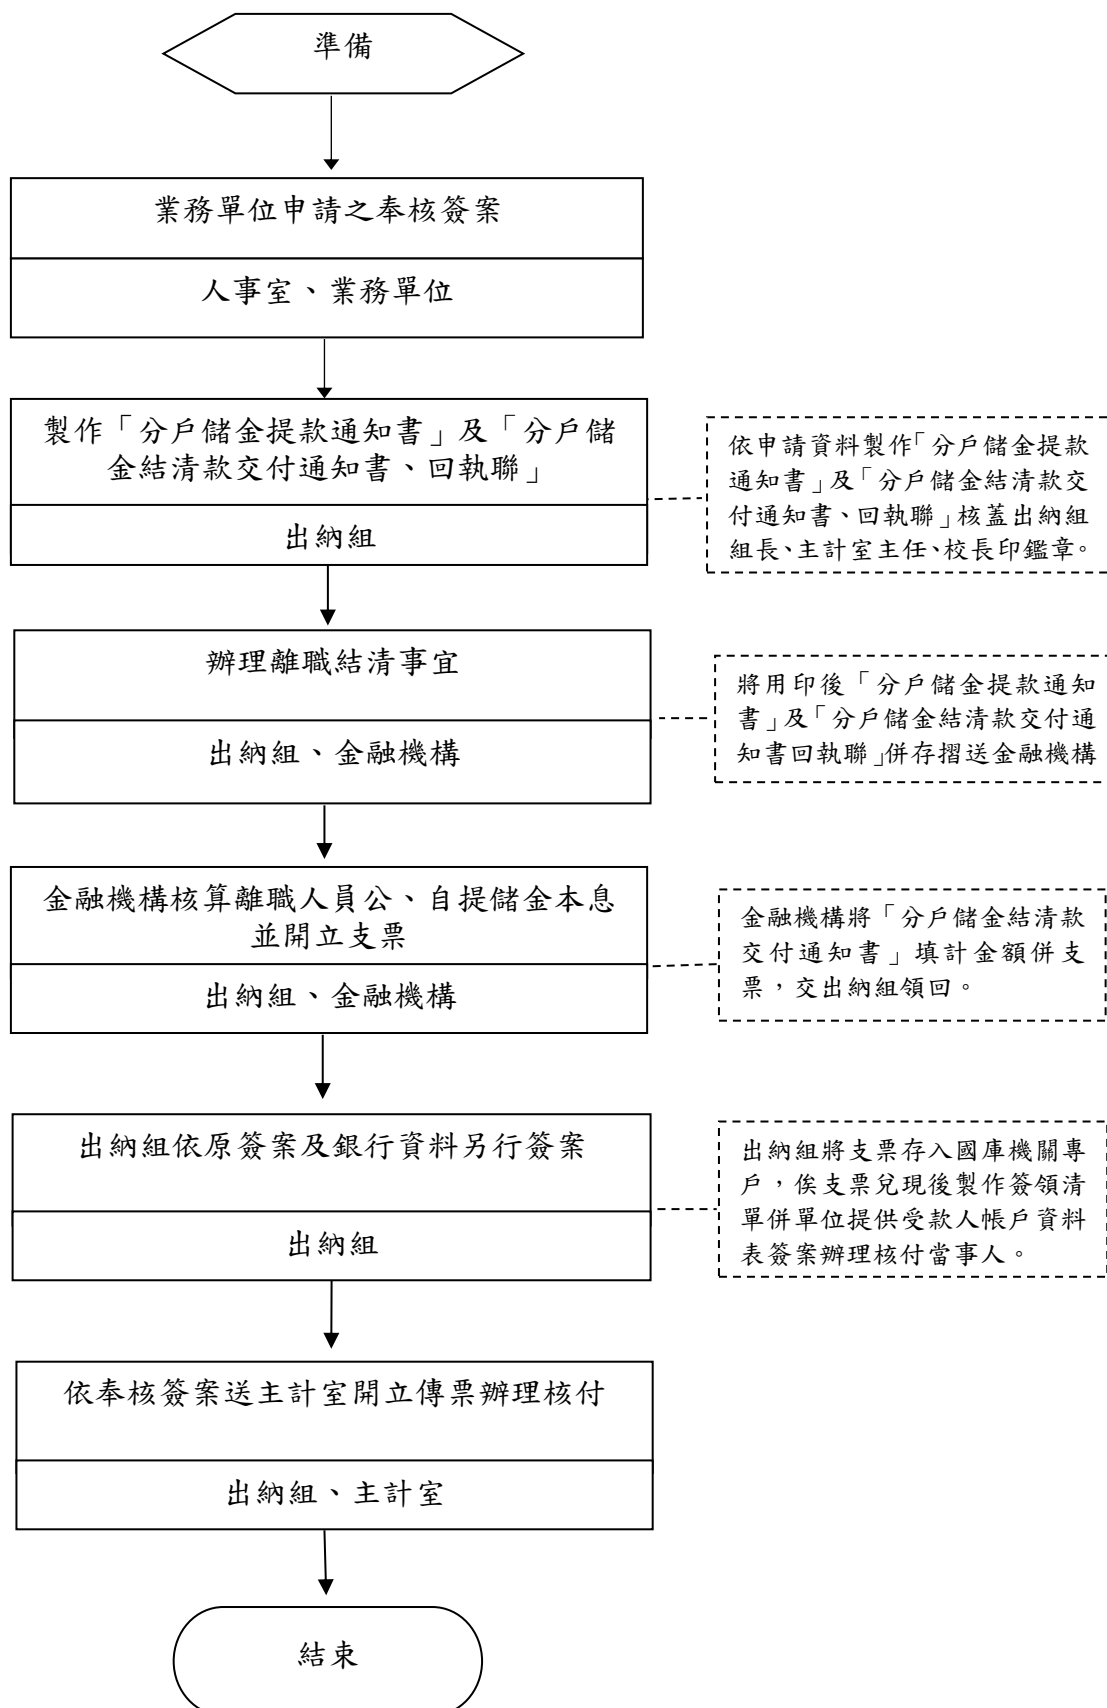 準備
業務單位申請之奉核簽案
人事室、業務單位
製作「分戶儲金提款通知書」及「分戶儲
金結清款交付通知書、回執聯」
出納組
依申請資料製作「分戶儲金提款
通知書」及「分戶儲金結清款交
付通知書、回執聯」核蓋出納組
組長、主計室主任、校長印鑑章。
辦理離職結清事宜
出納組、金融機構
將用印後「分戶儲金提款通知
書」及「分戶儲金結清款交付通
知書回執聯」併存摺送金融機構
金融機構核算離職人員公、自提儲金本息
並開立支票
出納組、金融機構
金融機構將「分戶儲金結清款
交付通知書」填計金額併支
票，交出納組領回。
出納組依原簽案及銀行資料另行簽案
出納組
出納組將支票存入國庫機關專
戶，俟支票兌現後製作簽領清
單併單位提供受款人帳戶資料
表簽案辦理核付當事人。
依奉核簽案送主計室開立傳票辦理核付
出納組、主計室
結束